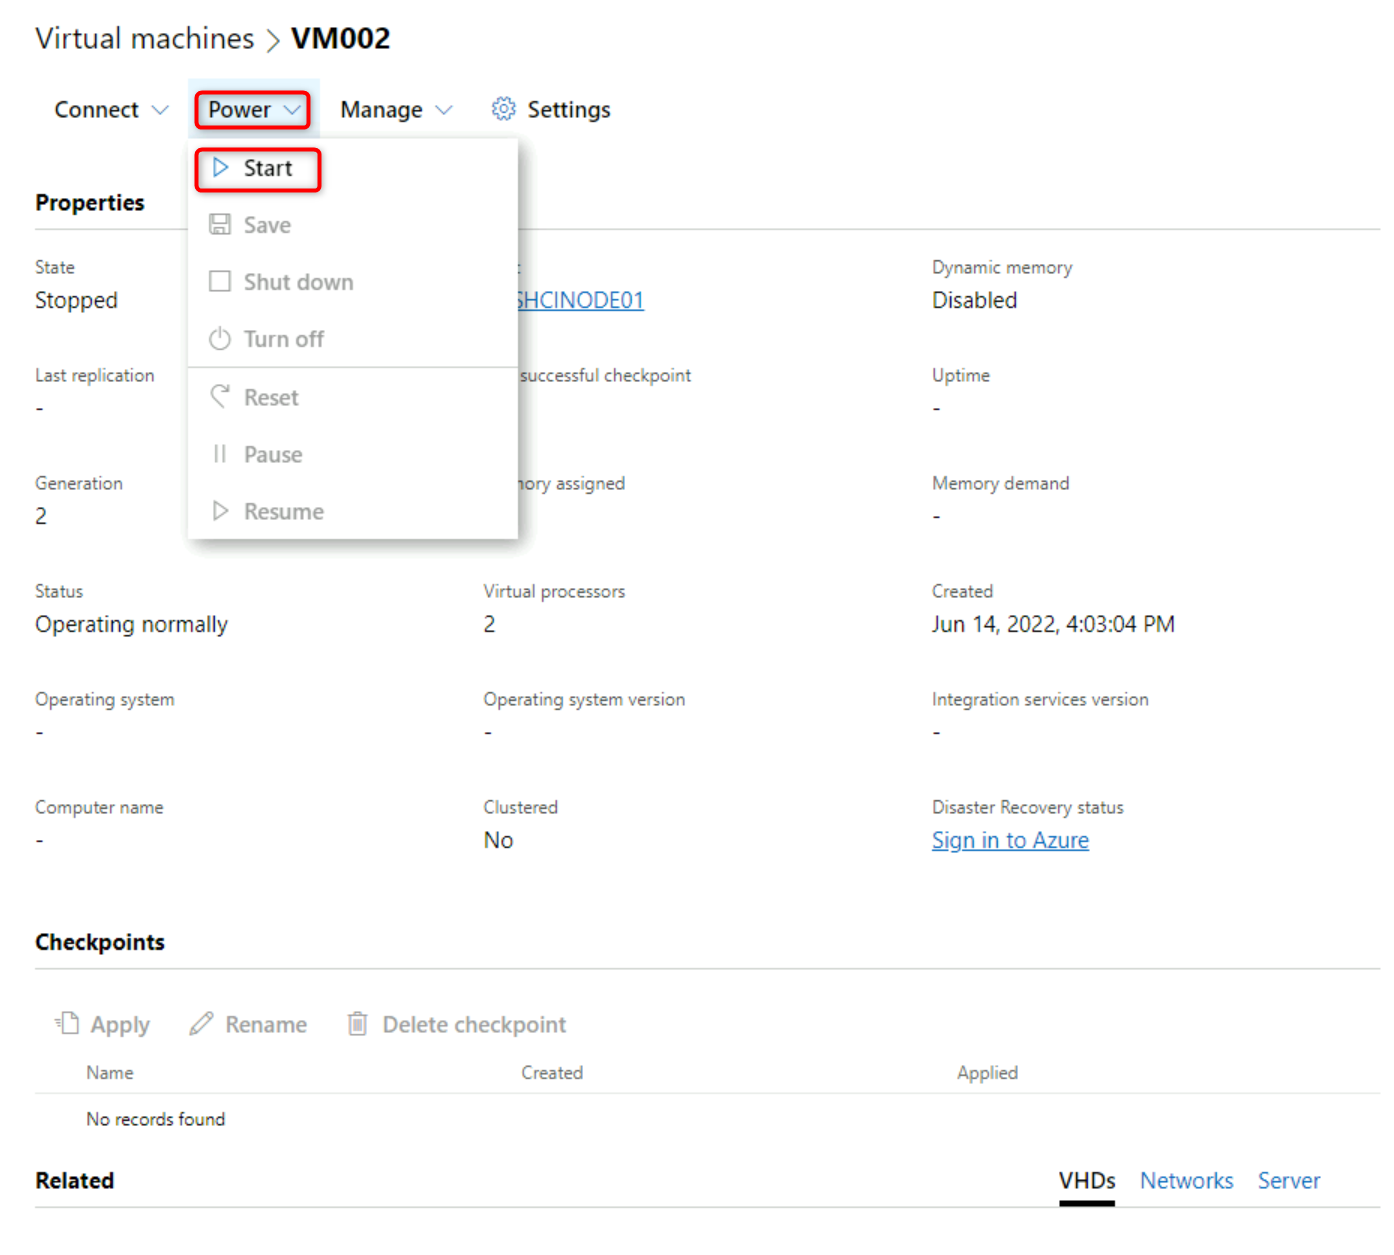 Virtual machines > VM002
Connect Power Manage Settings
Start
Save
Shut down
Turn off
Reset
Pause
Resume
Properties
State
Stopped
SHCINODE01
Dynamic memory
Disabled
Last replication
-
successful checkpoint
Uptime
-
Generation
2
assigned
Memory demand
-
Status
Operating normally
Virtual processors
2
Created
Jun 14, 2022, 4:03:04 PM
Operating system
-
Operating system version
-
Integration services version
-
Computer name
-
Clustered
No
Disaster Recovery status
Sign in to Azure
Checkpoints
Apply Rename Delete checkpoint
Name Created Applied
No records found
Related VHDs Networks Server